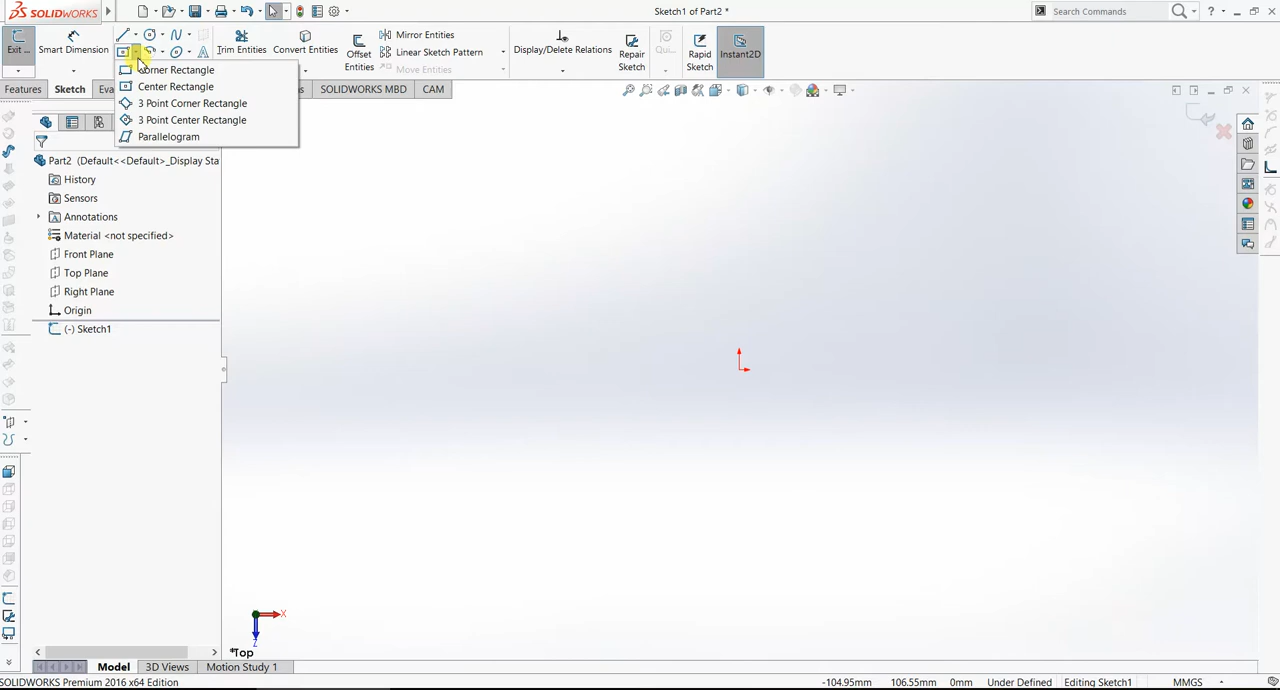 SOLIDWORKS
Sketch1 of Part2 *
Search Commands
?
Exit ...
Smart Dimension
Trim Entities
Convert Entities
Offset Entities
Mirror Entities
Linear Sketch Pattern
Move Entities
Display/Delete Relations
Repair Sketch
Qui...
Rapid Sketch
Instant2D
Corner Rectangle
Center Rectangle
3 Point Corner Rectangle
3 Point Center Rectangle
Parallelogram
Features
Sketch
Eva
ns
SOLIDWORKS MBD
CAM
Part2 (Default<<Default>_Display Sta
History
Sensors
Annotations
Material <not specified>
Front Plane
Top Plane
Right Plane
Origin
(-) Sketch1
X
Z
*Top
Model
3D Views
Motion Study 1
SOLIDWORKS Premium 2016 x64 Edition
-104.95mm
106.55mm
0mm
Under Defined
Editing Sketch1
MMGS